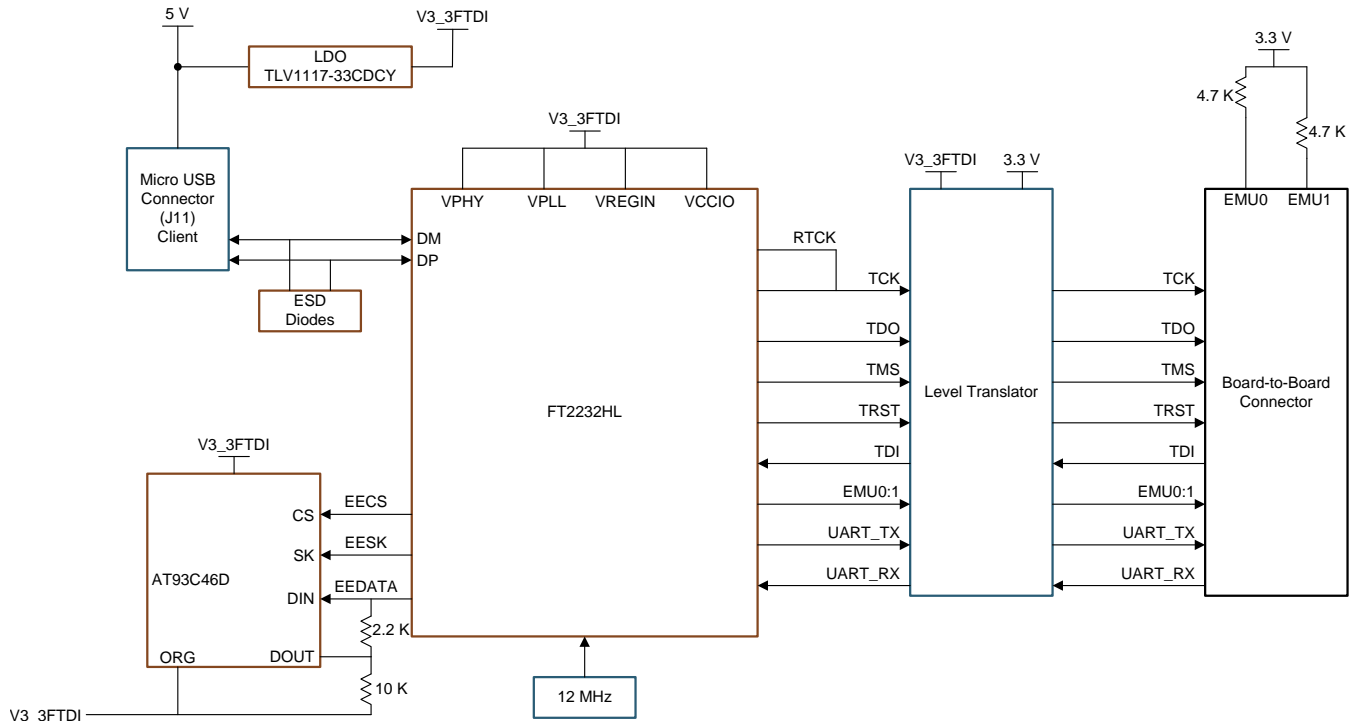 5 V
V3_3FTDI
LDO
TLV1117-33CDCY
Micro USB
Connector
(J11)
Client
ESD
Diodes
V3_3FTDI
VPHY
VPLL
VREGIN
VCCIO
DM
DP
FT2232HL
RTCK
TCK
TDO
TMS
TRST
TDI
EMU0:1
UART_TX
UART_RX
V3_3FTDI
3.3 V
Level Translator
TCK
TDO
TMS
TRST
TDI
EMU0:1
UART_TX
UART_RX
3.3 V
4.7 K
4.7 K
EMU0
EMU1
Board-to-Board
Connector
V3_3FTDI
CS
SK
AT93C46D
DIN
ORG
DOUT
EECS
EESK
EEDATA
2.2 K
10 K
V3_3FTDI
12 MHz